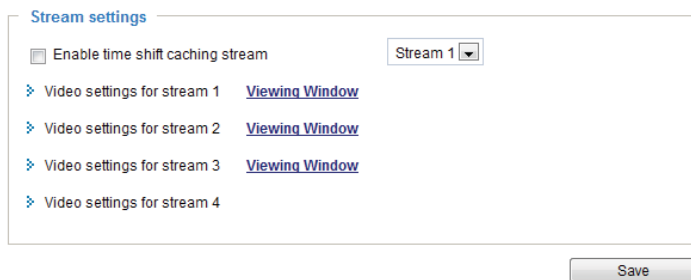 Stream settings
Enable time shift caching stream Stream 1
Video settings for stream 1 Viewing Window
Video settings for stream 2 Viewing Window
Video settings for stream 3 Viewing Window
Video settings for stream 4
Save